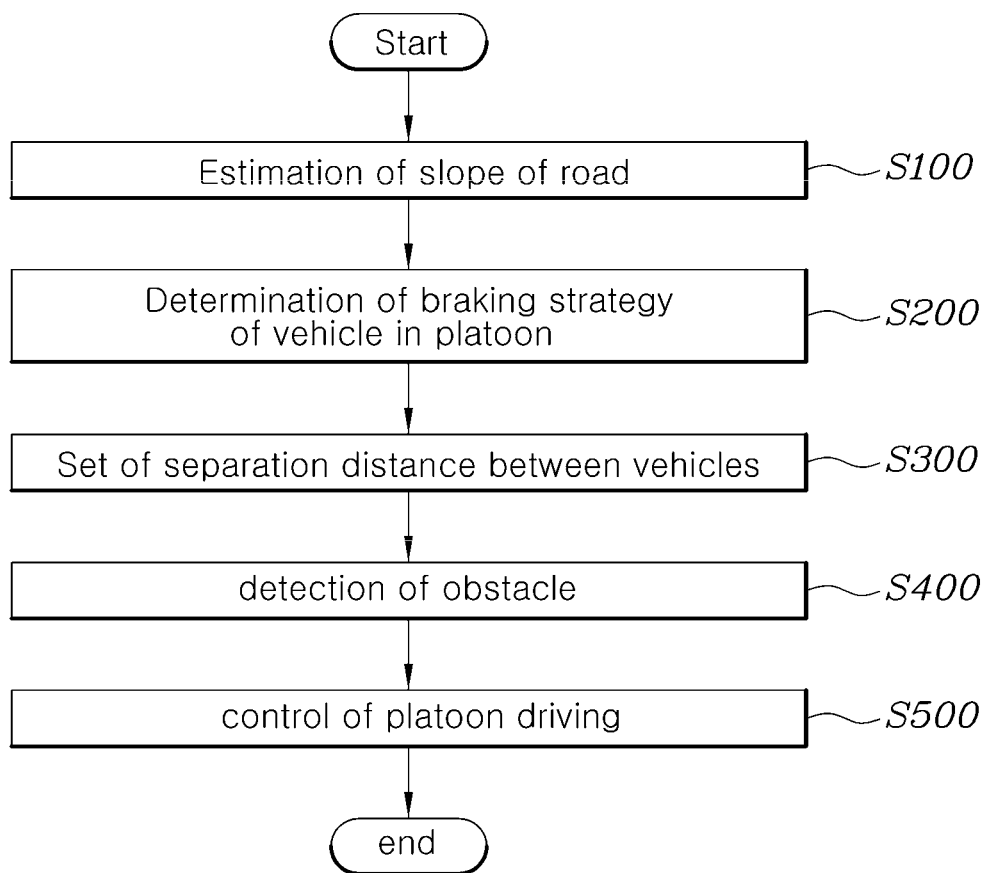 Start
Estimation of slope of road
S100
Determination of braking strategy
of vehicle in platoon
S200
Set of separation distance between vehicles
S300
detection of obstacle
S400
control of platoon driving
S500
end